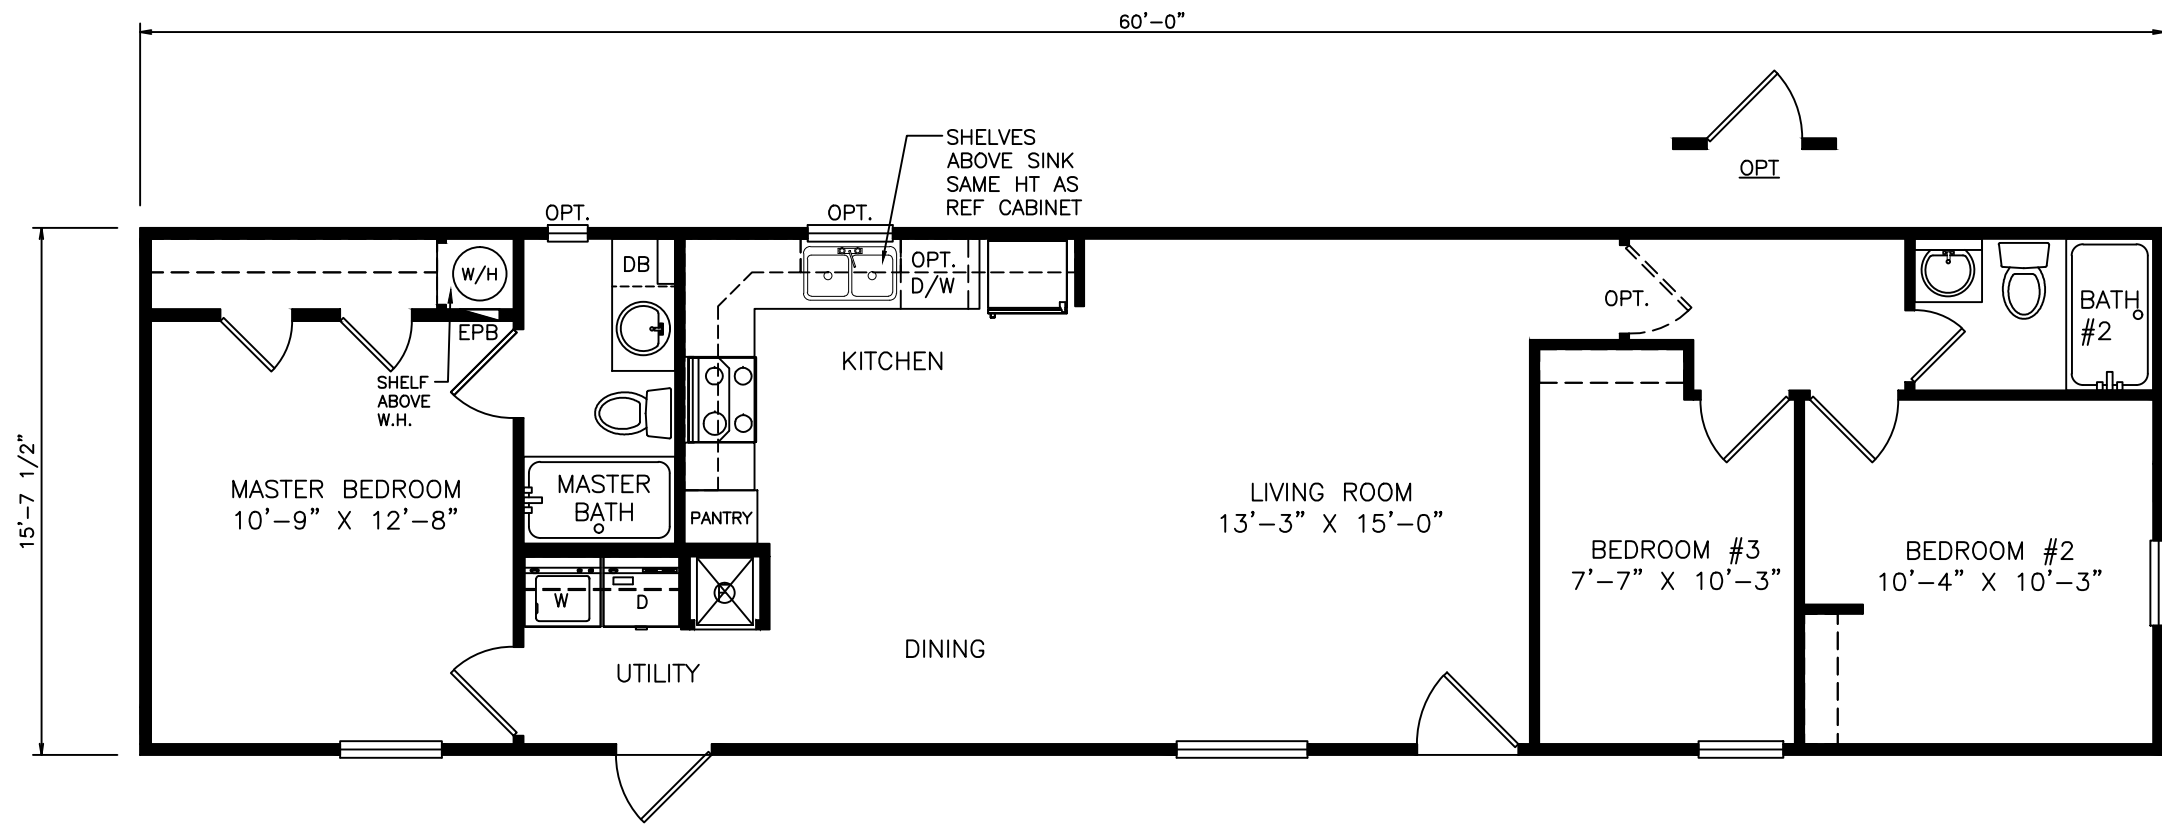 60'-0"
OPT
SHELVES
ABOVE SINK
SAME HT AS
REF CABINET
OPT.
OPT.
15'-7 1/2"
W/H
EPB
SHELF
ABOVE
W.H.
MASTER BEDROOM
10'-9" X 12'-8"
DB
MASTER
BATH
OPT.
D/W
KITCHEN
PANTRY
W
D
UTILITY
DINING
LIVING ROOM
13'-3" X 15'-0"
OPT.
BATH
#2
BEDROOM #3
7'-7" X 10'-3"
BEDROOM #2
10'-4" X 10'-3"